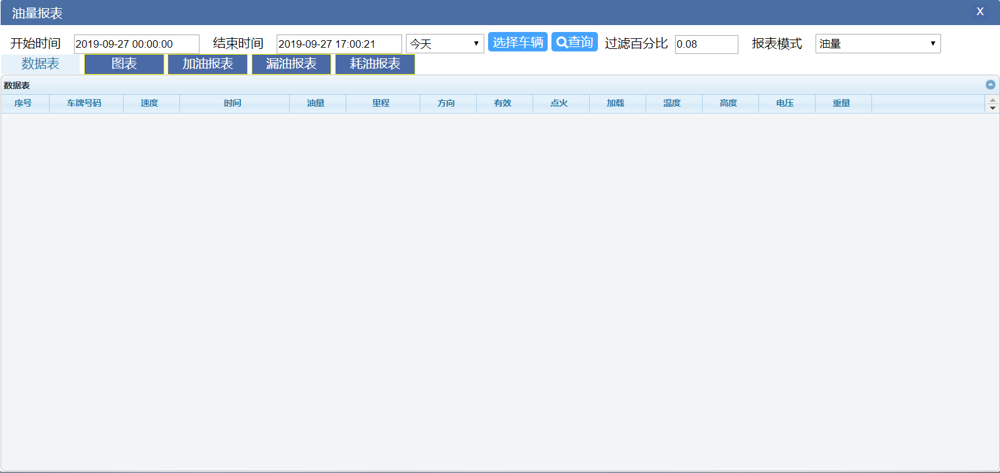 油量报表 X
开始时间 2019-09-27 00:00:00 结束时间 2019-09-27 17:00:21 今天 选择车辆 查询 过滤百分比 0.08 报表模式 油量
数据表 图表 加油报表 漏油报表 耗油报表
数据表
序号 车牌号码 速度 时间 油量 里程 方向 有效 点火 加载 温度 高度 电压 重量